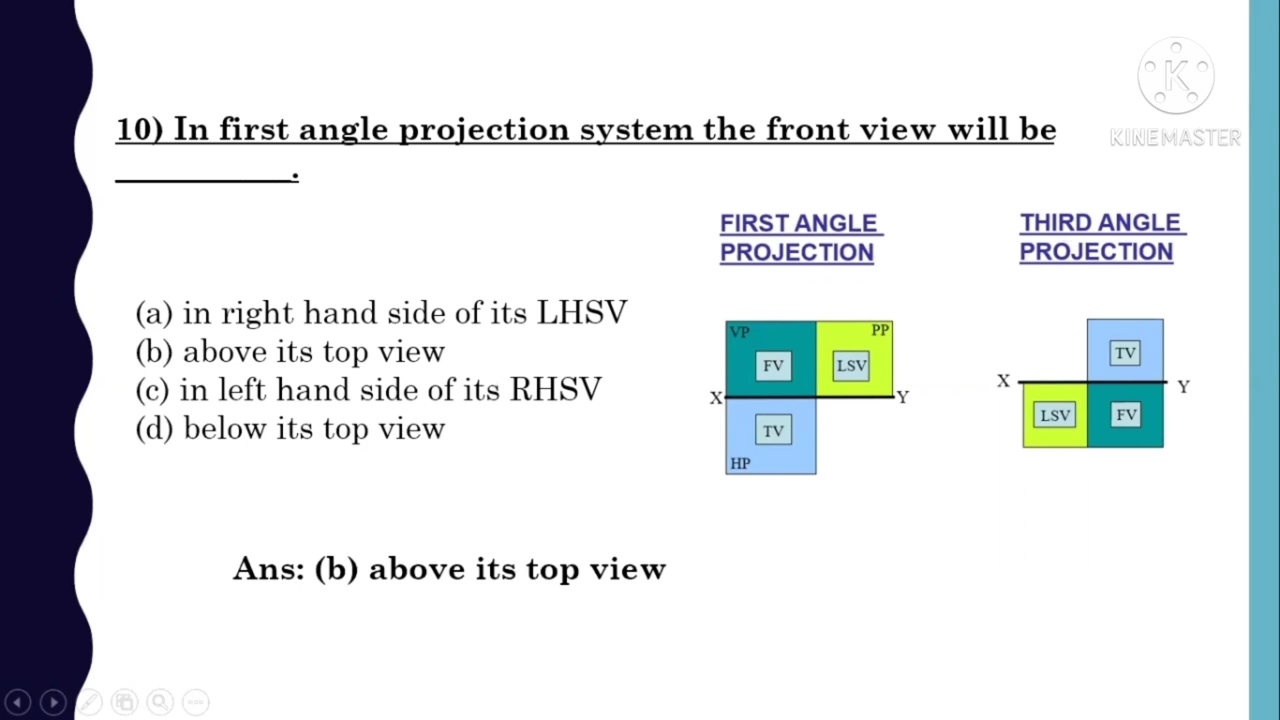 KINEMASTER
10) In first angle projection system the front view will be
__________.
FIRST ANGLE
PROJECTION
THIRD ANGLE
PROJECTION
(a) in right hand side of its LHSV
(b) above its top view
(c) in left hand side of its RHSV
(d) below its top view
VP
PP
FV
LSV
X
Y
TV
HP
TV
X
Y
LSV
FV
Ans: (b) above its top view